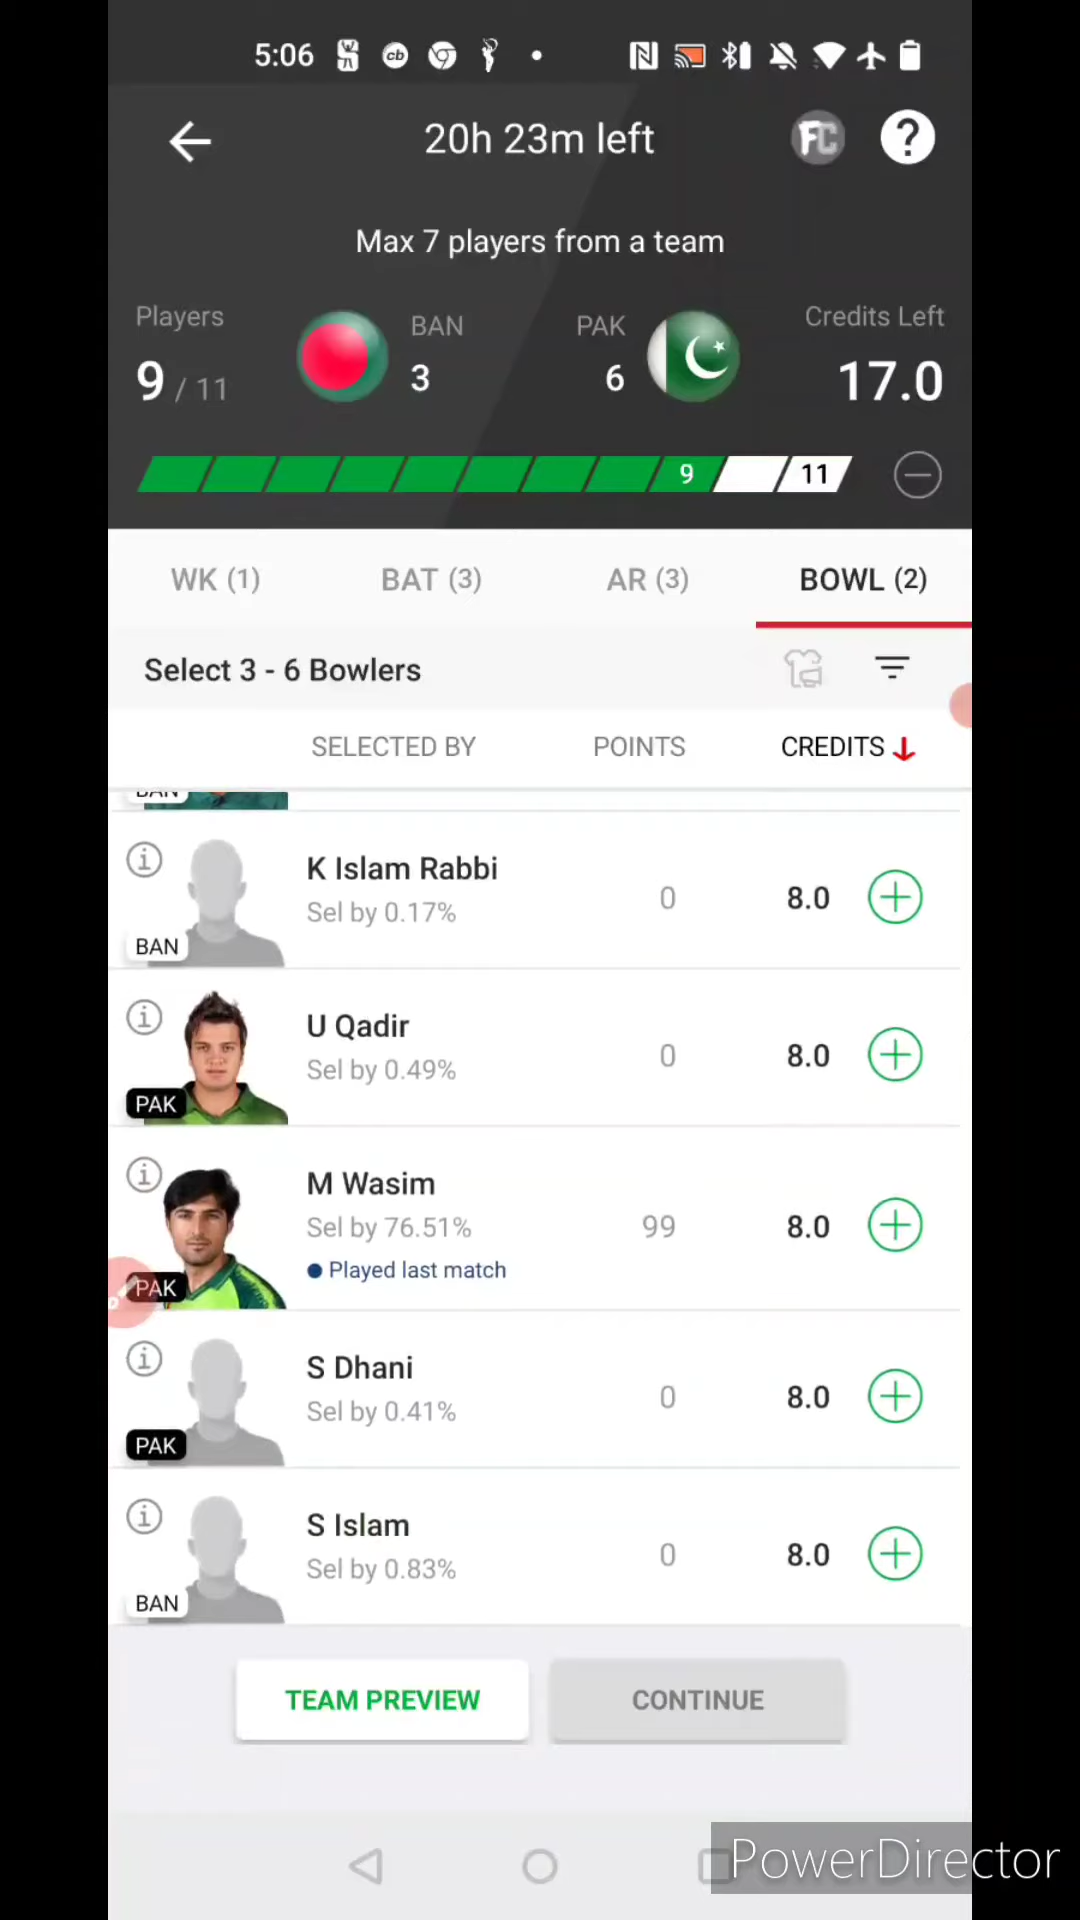 5:06
20h 23m left
FC
?
Max 7 players from a team
Players
BAN
PAK
Credits Left
9 / 11
3
6
17.0
9
11
WK (1)
BAT (3)
AR (3)
BOWL (2)
Select 3 - 6 Bowlers
SELECTED BY
POINTS
CREDITS
BAN
K Islam Rabbi
Sel by 0.17%
0
8.0
BAN
U Qadir
Sel by 0.49%
0
8.0
PAK
M Wasim
Sel by 76.51%
99
8.0
Played last match
PAK
S Dhani
Sel by 0.41%
0
8.0
PAK
S Islam
Sel by 0.83%
0
8.0
BAN
TEAM PREVIEW
CONTINUE
PowerDirector